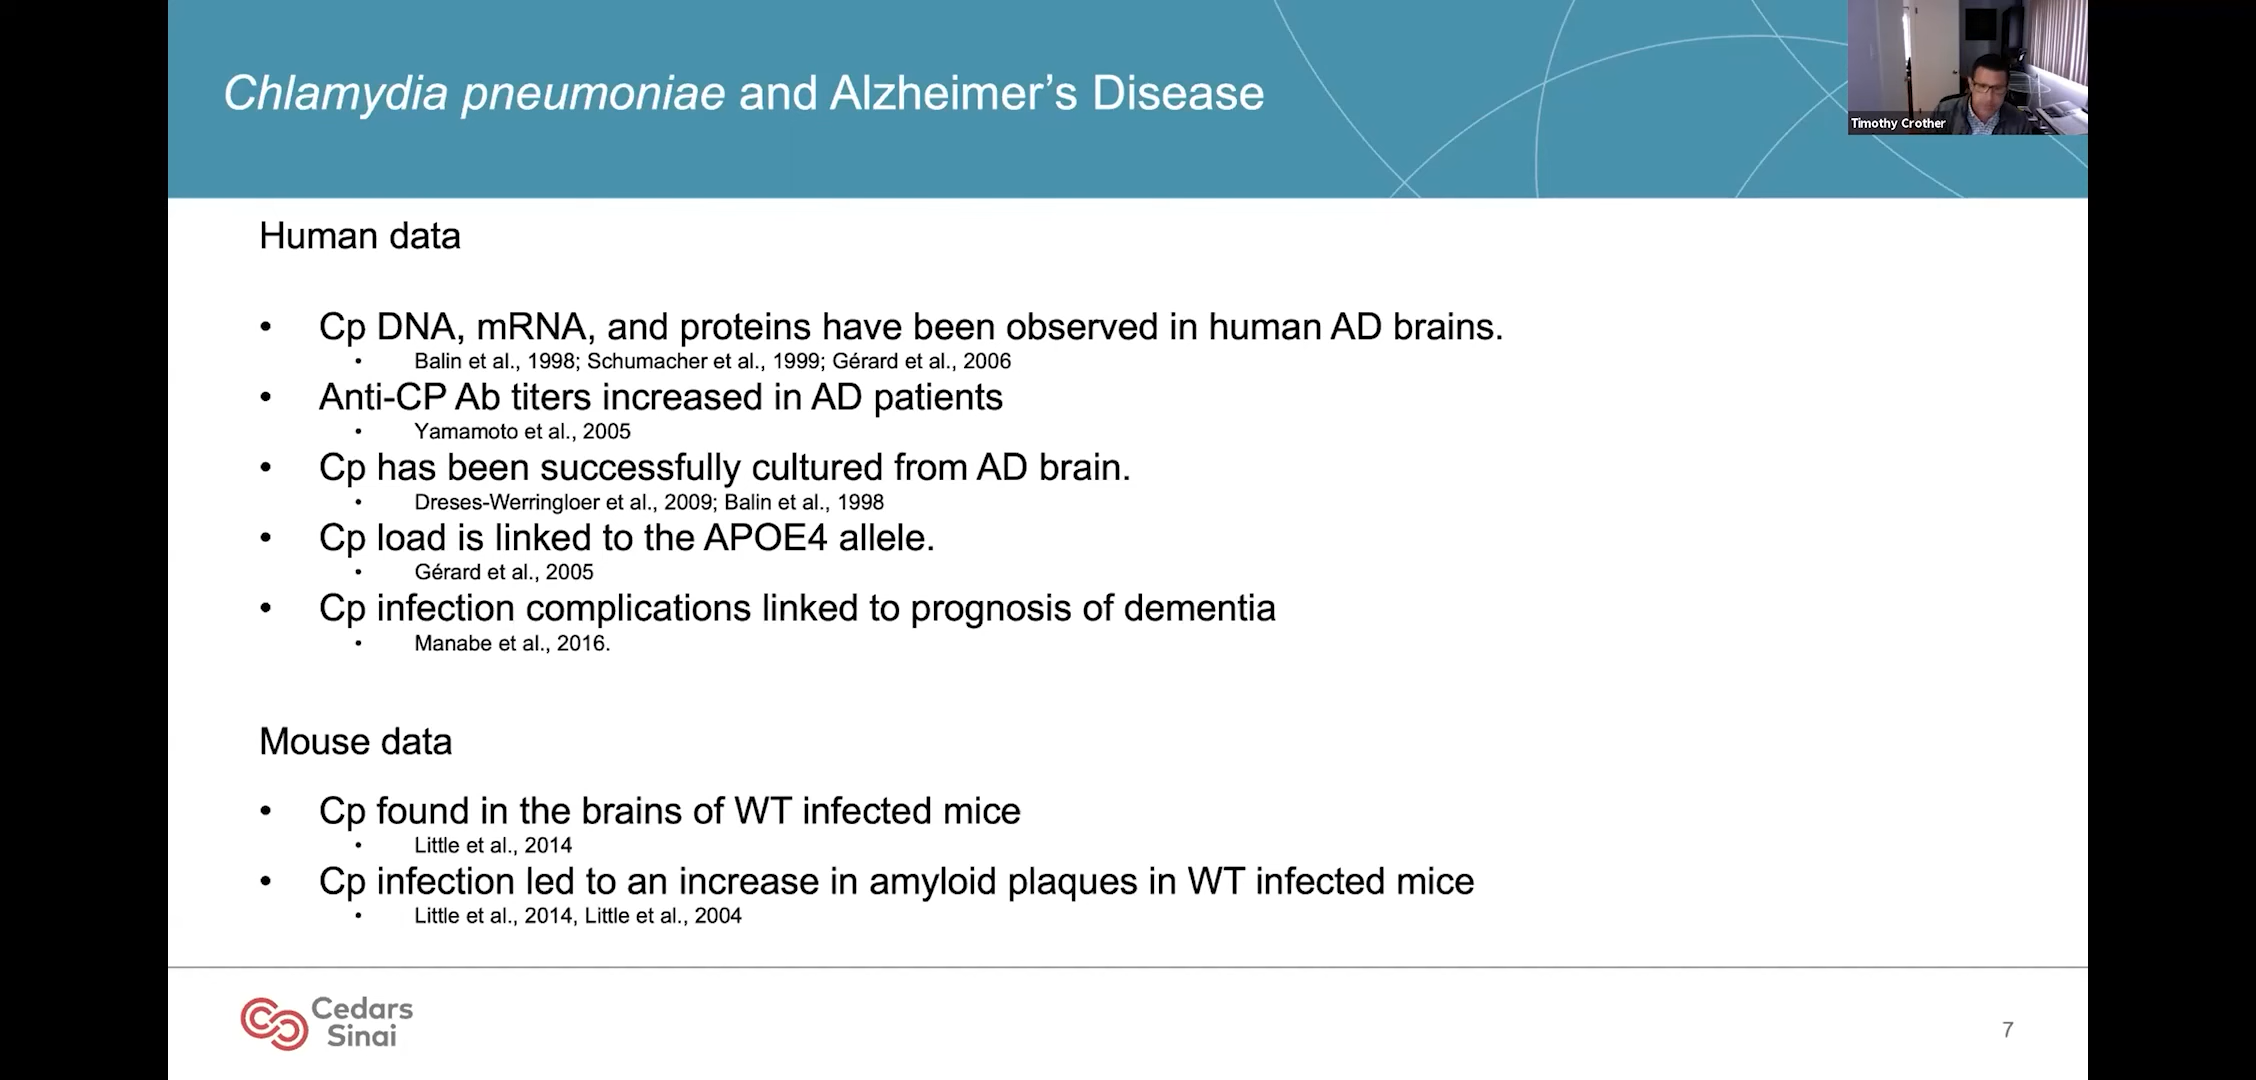 Chlamydia pneumoniae and Alzheimer’s Disease
Timothy Crother
Human data
• Cp DNA, mRNA, and proteins have been observed in human AD brains.
• Balin et al., 1998; Schumacher et al., 1999; Gérard et al., 2006
• Anti-CP Ab titers increased in AD patients
• Yamamoto et al., 2005
• Cp has been successfully cultured from AD brain.
• Dreses-Werringloer et al., 2009; Balin et al., 1998
• Cp load is linked to the APOE4 allele.
• Gérard et al., 2005
• Cp infection complications linked to prognosis of dementia
• Manabe et al., 2016.
Mouse data
• Cp found in the brains of WT infected mice
• Little et al., 2014
• Cp infection led to an increase in amyloid plaques in WT infected mice
• Little et al., 2014, Little et al., 2004
Cedars
Sinai
7